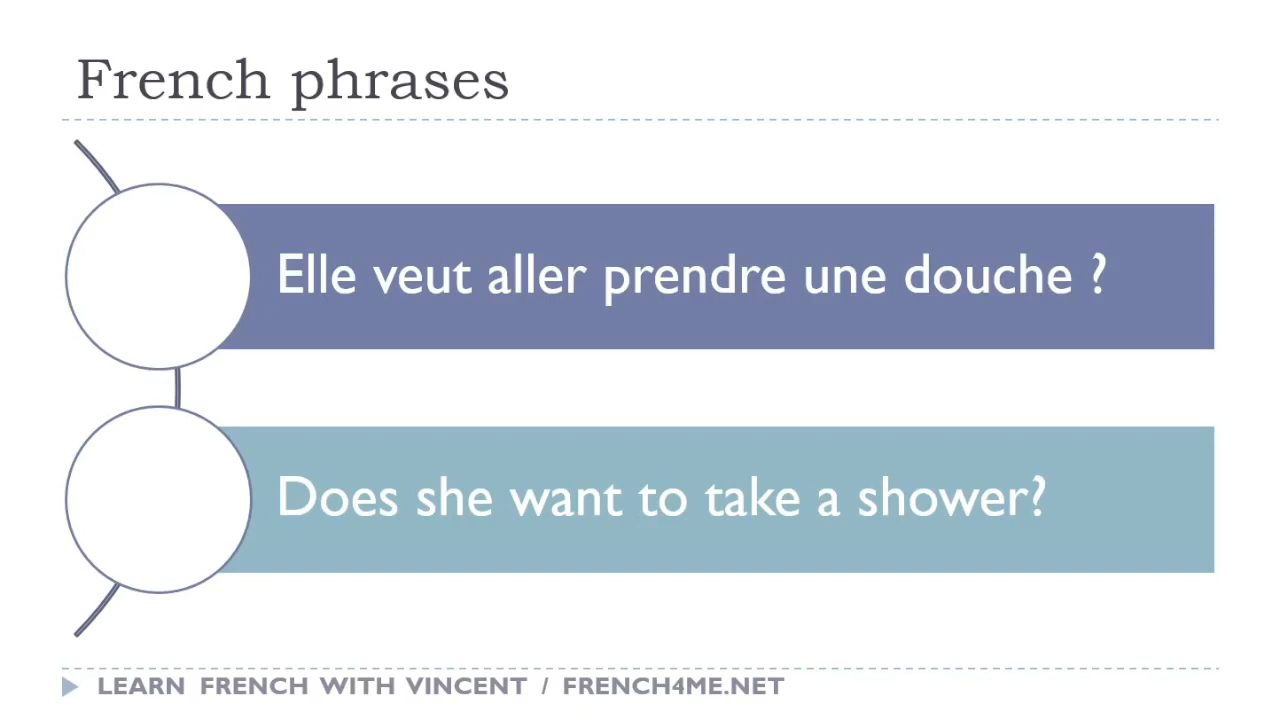 French phrases
Elle veut aller prendre une douche ?
Does she want to take a shower?
LEARN FRENCH WITH VINCENT / FRENCH4ME.NET